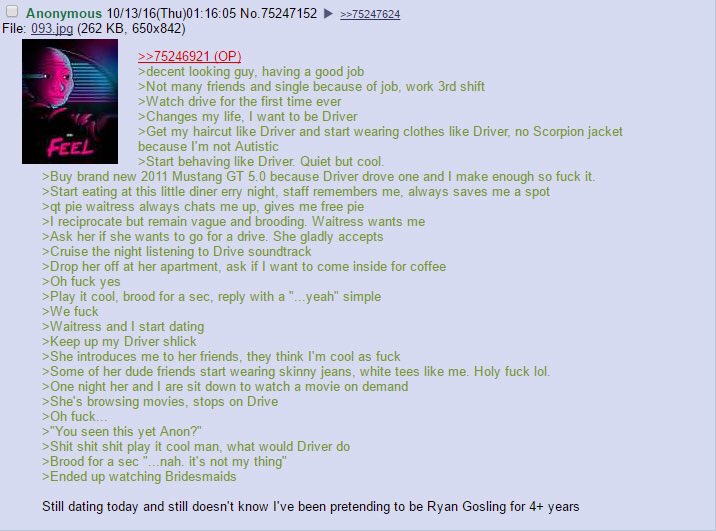 Anonymous 10/13/16(Thu)01:16:05 No.75247152 ▶ >>75247624
File: 093.jpg (262 KB, 650x842)
FEEL
>>75246921 (OP)
>decent looking guy, having a good job
>Not many friends and single because of job, work 3rd shift
>Watch drive for the first time ever
>Changes my life, I want to be Driver
>Get my haircut like Driver and start wearing clothes like Driver, no Scorpion jacket
because I'm not Autistic
>Start behaving like Driver. Quiet but cool.
>Buy brand new 2011 Mustang GT 5.0 because Driver drove one and I make enough so fuck it.
>Start eating at this little diner erry night, staff remembers me, always saves me a spot
>qt pie waitress always chats me up, gives me free pie
>I reciprocate but remain vague and brooding. Waitress wants me
>Ask her if she wants to go for a drive. She gladly accepts
>Cruise the night listening to Drive soundtrack
>Drop her off at her apartment, ask if I want to come inside for coffee
>Oh fuck yes
>Play it cool, brood for a sec, reply with a "...yeah" simple
>We fuck
>Waitress and I start dating
>Keep up my Driver shlick
>She introduces me to her friends, they think I'm cool as fuck
>Some of her dude friends start wearing skinny jeans, white tees like me. Holy fuck lol.
>One night her and I are sit down to watch a movie on demand
>She's browsing movies, stops on Drive
>Oh fuck...
>"You seen this yet Anon?"
>Shit shit shit play it cool man, what would Driver do
>Brood for a sec "...nah. it's not my thing"
>Ended up watching Bridesmaids
Still dating today and still doesn't know I've been pretending to be Ryan Gosling for 4+ years